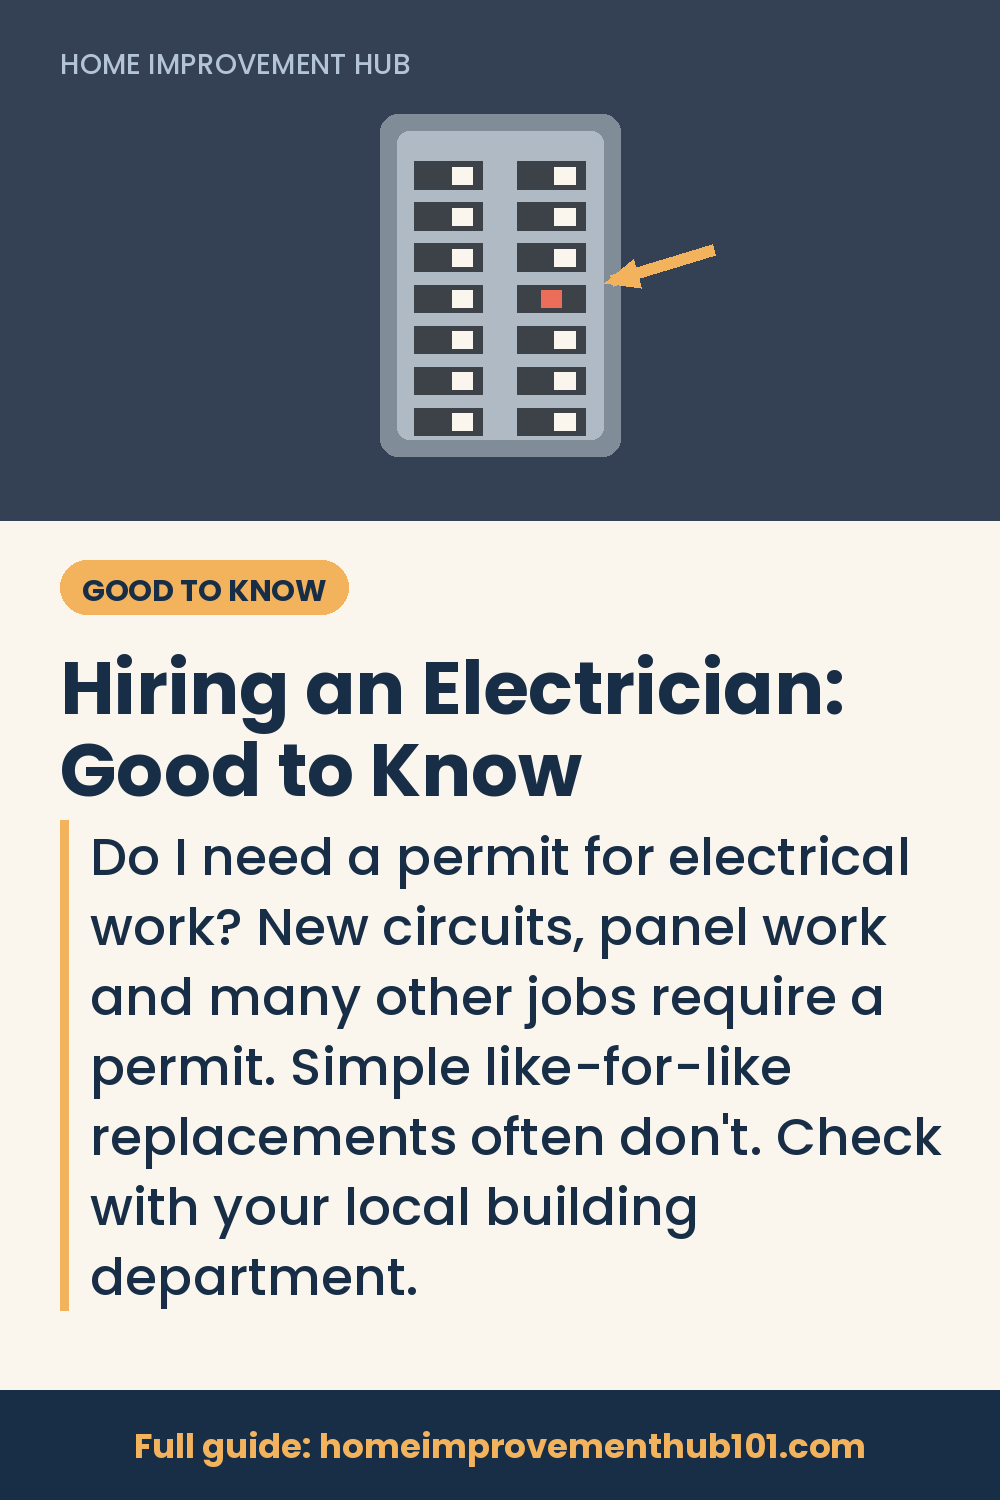 HOME IMPROVEMENT HUB
GOOD TO KNOW
Hiring an Electrician:
Good to Know
Do I need a permit for electrical
work? New circuits, panel work
and many other jobs require a
permit. Simple like-for-like
replacements often don't. Check
with your local building
department.
Full guide: homeimprovementhub101.com